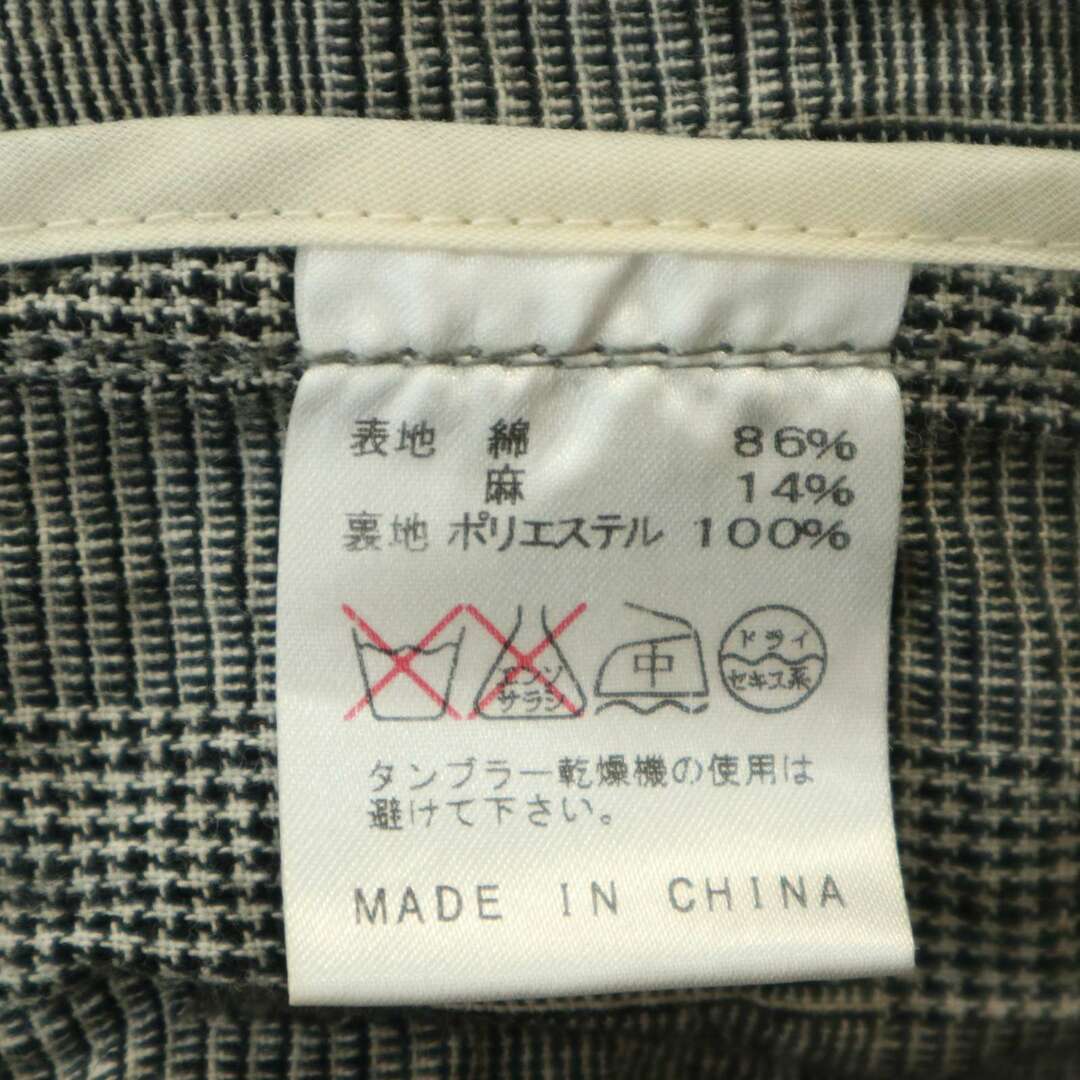 表地 綿 86%
麻 14%
裏地 ポリエステル 100%
エンソ
サラシ
中
ドライ
セキユ系
タンブラー乾燥機の使用は
避けて下さい。
MADE IN CHINA